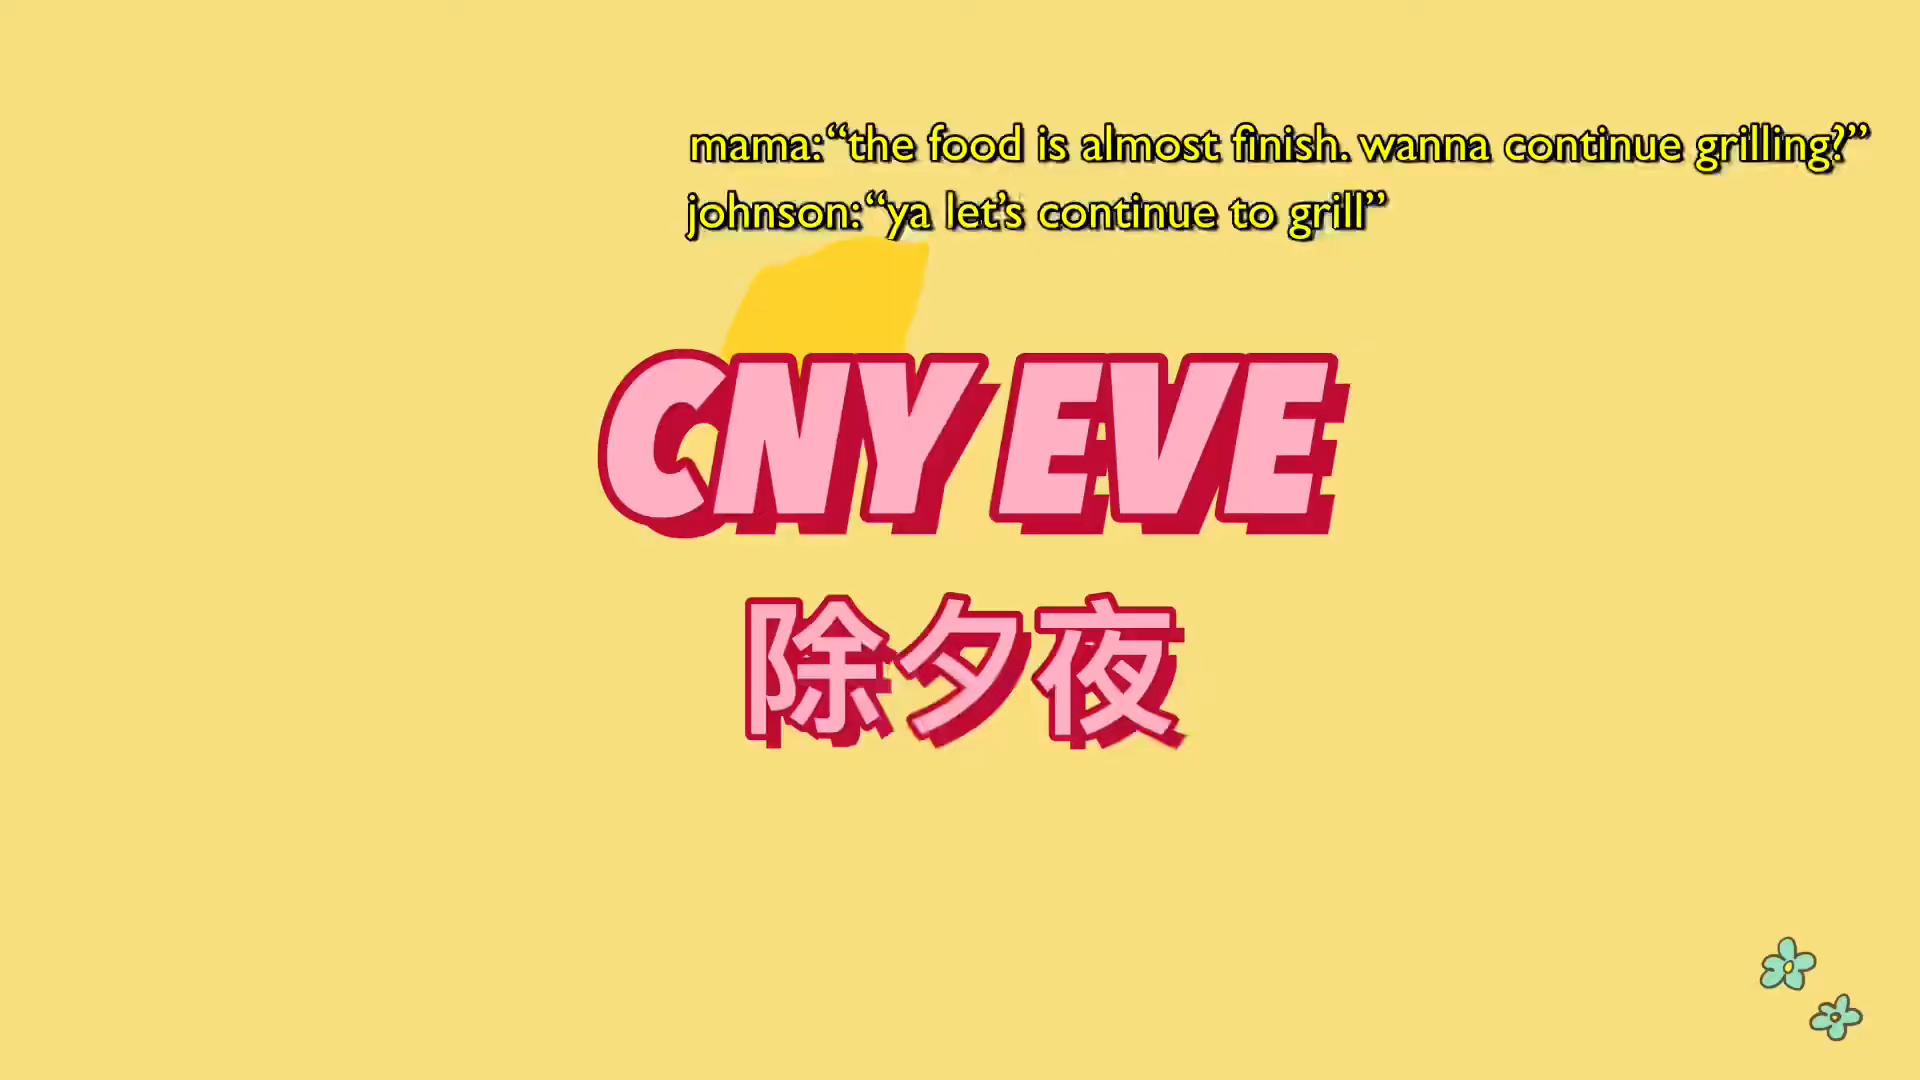 mama:“the food is almost finish. wanna continue grilling?”
johnson:“ya let’s continue to grill”
CNY EVE
除夕夜